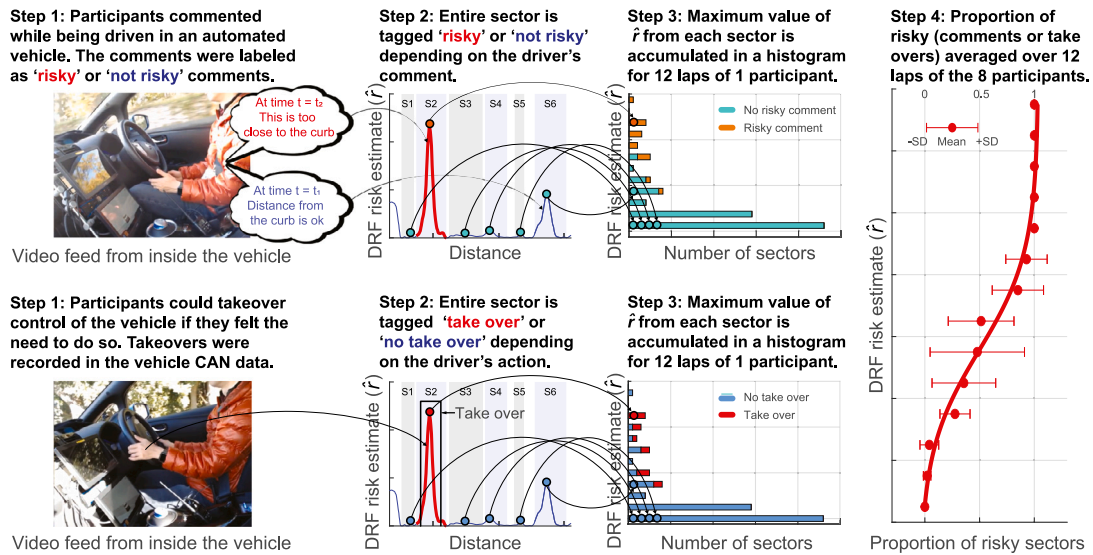 Step 1: Participants commented
while being driven in an automated
vehicle. The comments were labeled
as 'risky' or 'not risky' comments.
At time t = t₂
This is too
close to the curb
At time t = t₁
Distance from
the curb is ok
Video feed from inside the vehicle
Step 2: Entire sector is
tagged 'risky' or 'not risky'
depending on the driver's
comment.
DRF risk estimate (r̂)
S1 S2 S3 S4 S5 S6
Distance
Step 3: Maximum value of
r̂ from each sector is
accumulated in a histogram
for 12 laps of 1 participant.
DRF risk estimate (r̂)
No risky comment
Risky comment
Number of sectors
Step 4: Proportion of
risky (comments or take
overs) averaged over 12
laps of the 8 participants.
0 0.5 1
-SD Mean +SD
DRF risk estimate (r̂)
0 0.5 1
Proportion of risky sectors
Step 1: Participants could takeover
control of the vehicle if they felt the
need to do so. Takeovers were
recorded in the vehicle CAN data.
Video feed from inside the vehicle
Step 2: Entire sector is
tagged 'take over' or
'no take over' depending
on the driver's action.
DRF risk estimate (r̂)
S1 S2 S3 S4 S5 S6
Take over
Distance
Step 3: Maximum value of
r̂ from each sector is
accumulated in a histogram
for 12 laps of 1 participant.
DRF risk estimate (r̂)
No take over
Take over
Number of sectors